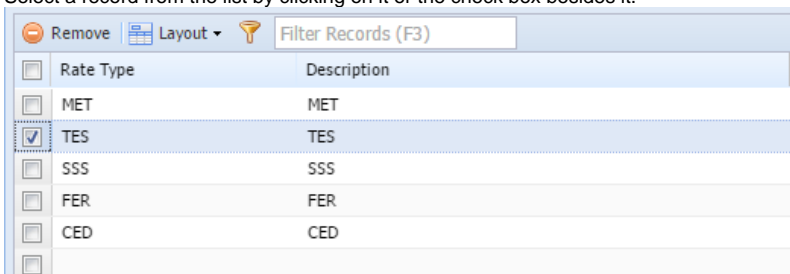 Select a record from the list by clicking on it or the check box besides it.
Remove Layout Filter Records (F3)
Rate Type Description
MET MET
TES TES
SSS SSS
FER FER
CED CED